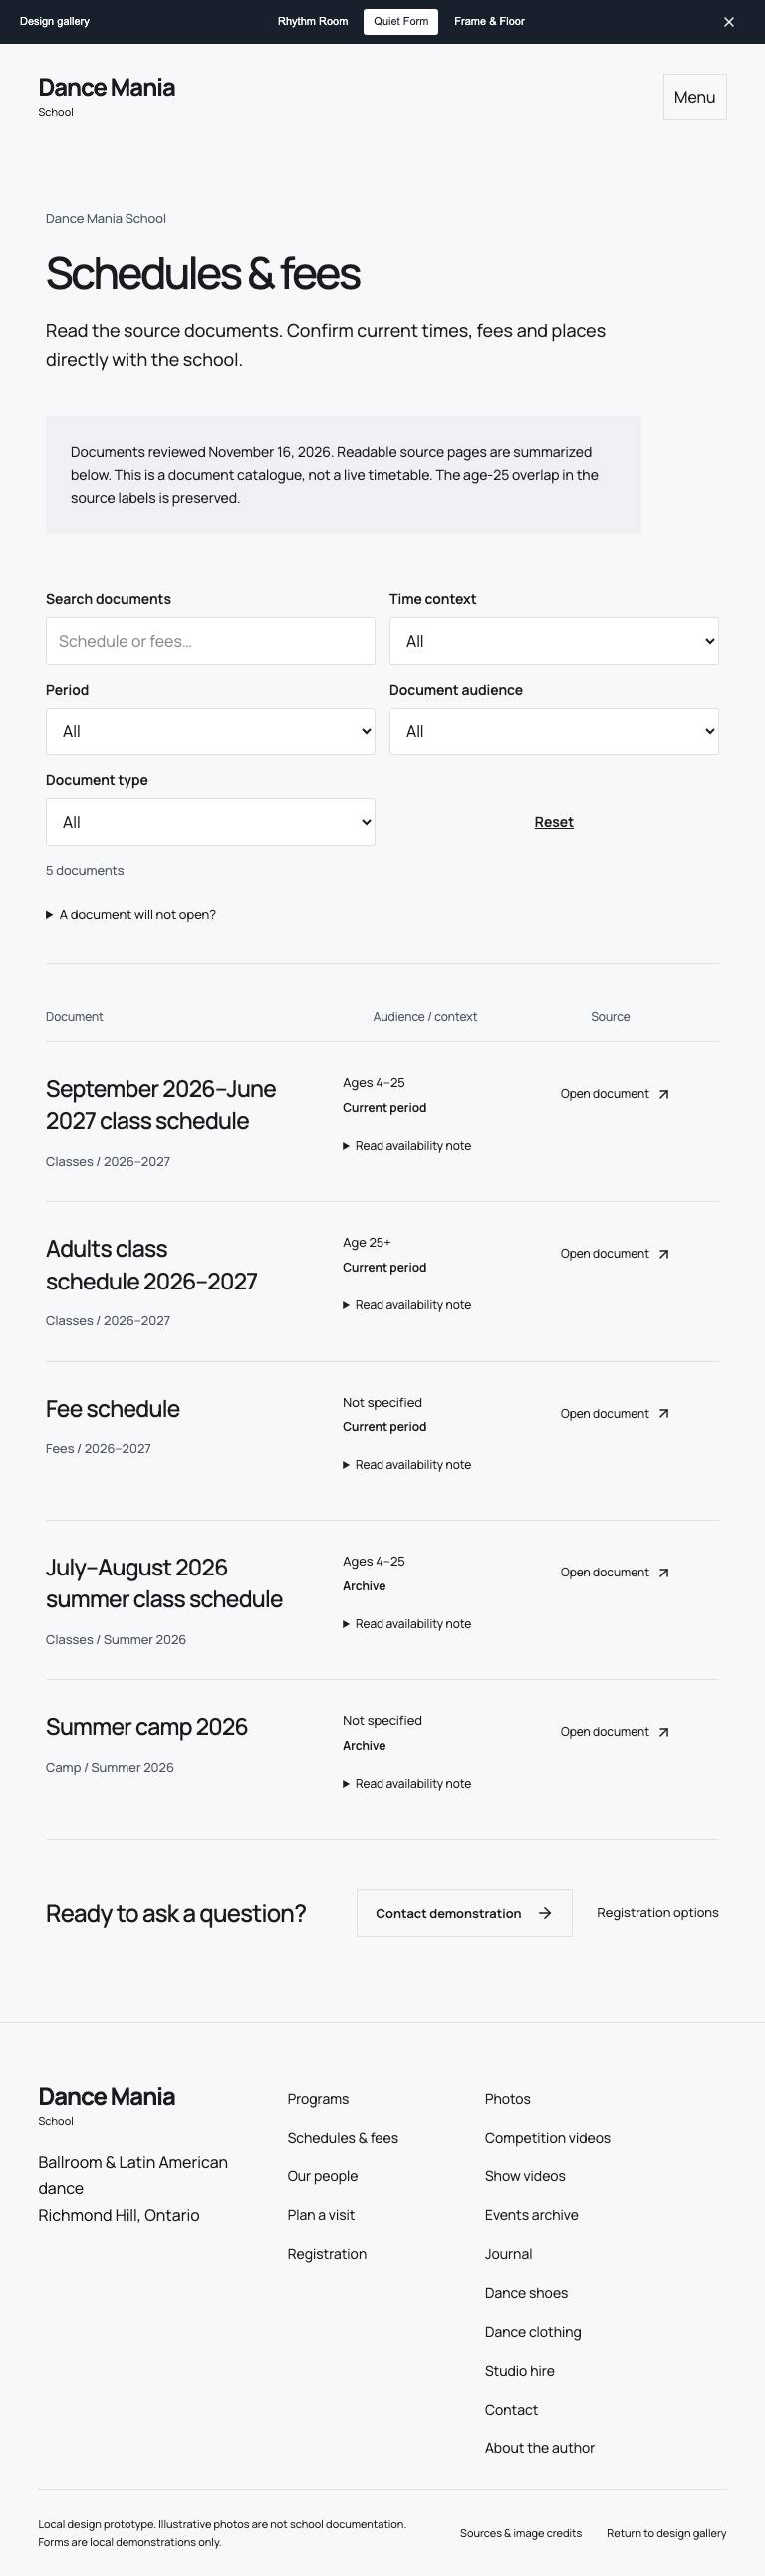 Design gallery
Rhythm Room
Quiet Form
Frame & Floor
Dance Mania
School
Menu
Dance Mania School
Schedules & fees
Read the source documents. Confirm current times, fees and places
directly with the school.
Documents reviewed November 16, 2026. Readable source pages are summarized
below. This is a document catalogue, not a live timetable. The age-25 overlap in the
source labels is preserved.
Search documents
Schedule or fees…
Time context
All
Period
All
Document audience
All
Document type
All
Reset
5 documents
A document will not open?
Document
Audience / context
Source
September 2026–June
2027 class schedule
Classes / 2026–2027
Ages 4–25
Current period
Read availability note
Open document
Adults class
schedule 2026–2027
Classes / 2026–2027
Age 25+
Current period
Read availability note
Open document
Fee schedule
Fees / 2026–2027
Not specified
Current period
Read availability note
Open document
July–August 2026
summer class schedule
Classes / Summer 2026
Ages 4–25
Archive
Read availability note
Open document
Summer camp 2026
Camp / Summer 2026
Not specified
Archive
Read availability note
Open document
Ready to ask a question?
Contact demonstration
Registration options
Dance Mania
School
Ballroom & Latin American
dance
Richmond Hill, Ontario
Programs
Schedules & fees
Our people
Plan a visit
Registration
Photos
Competition videos
Show videos
Events archive
Journal
Dance shoes
Dance clothing
Studio hire
Contact
About the author
Local design prototype. Illustrative photos are not school documentation.
Forms are local demonstrations only.
Sources & image credits
Return to design gallery